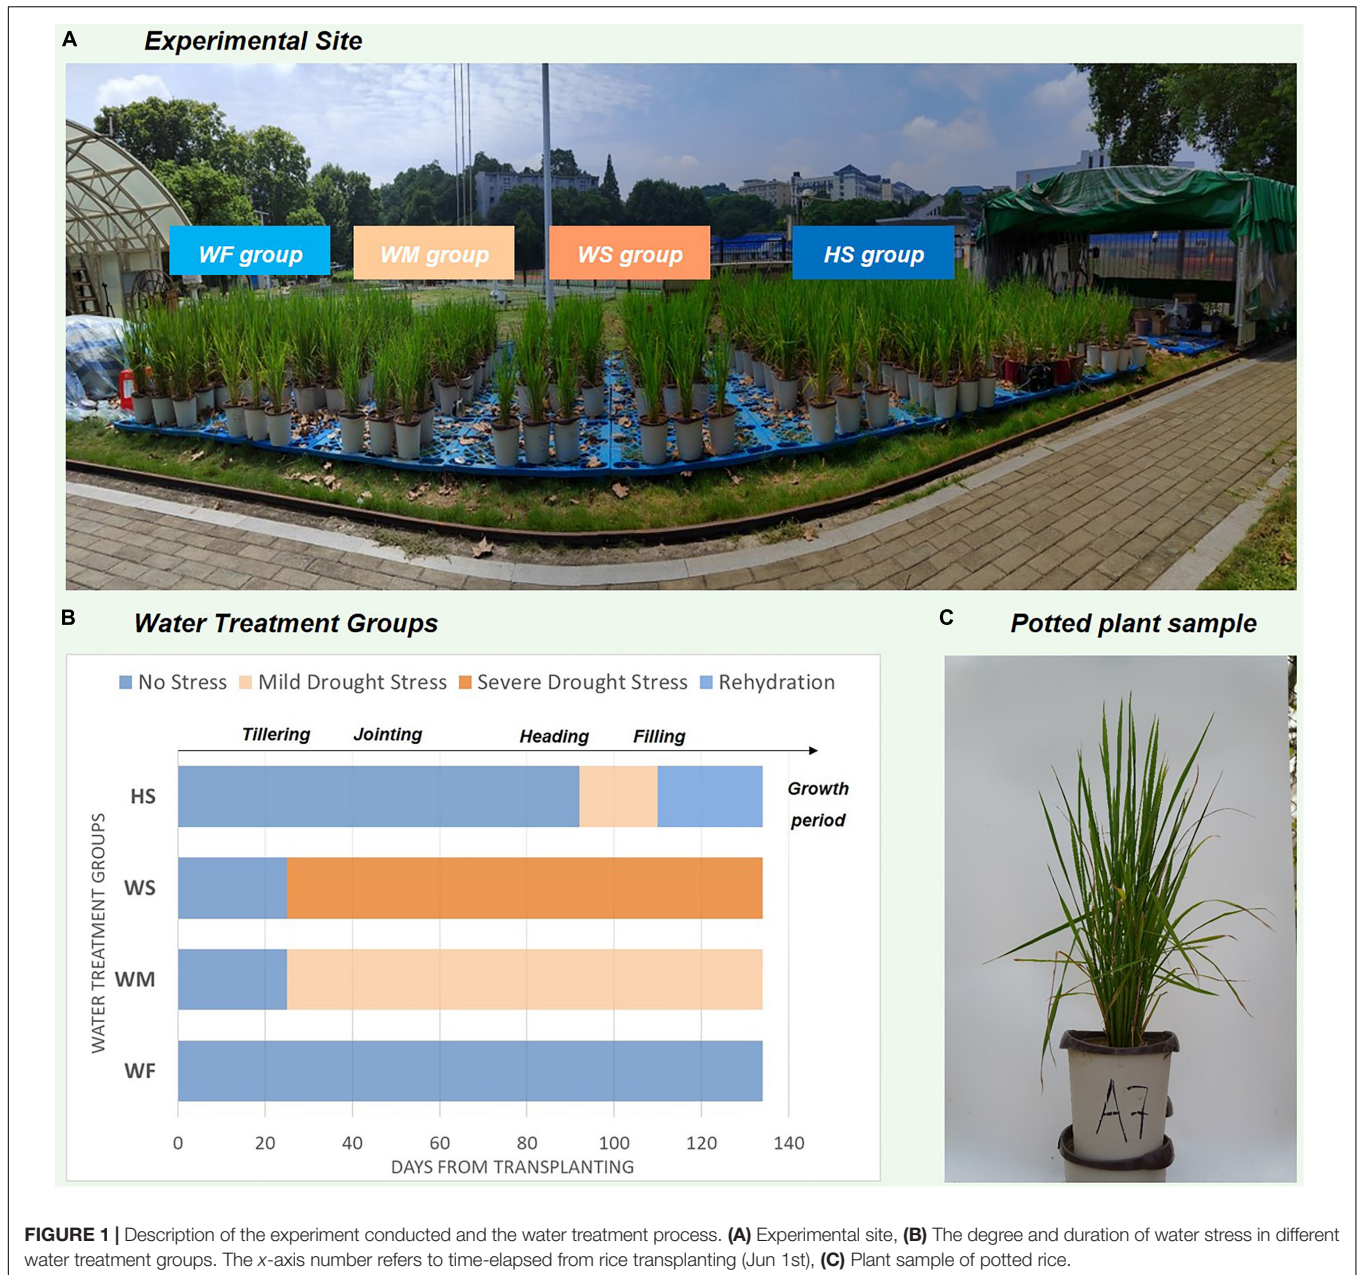 A Experimental Site
WF group WM group WS group HS group
B Water Treatment Groups
No Stress Mild Drought Stress Severe Drought Stress Rehydration
Tillering Jointing Heading Filling
Growth
period
WATER TREATMENT GROUPS
HS
WS
WM
WF
0 20 40 60 80 100 120 140
DAYS FROM TRANSPLANTING
C Potted plant sample
A7
FIGURE 1 | Description of the experiment conducted and the water treatment process. (A) Experimental site, (B) The degree and duration of water stress in different
water treatment groups. The x-axis number refers to time-elapsed from rice transplanting (Jun 1st), (C) Plant sample of potted rice.